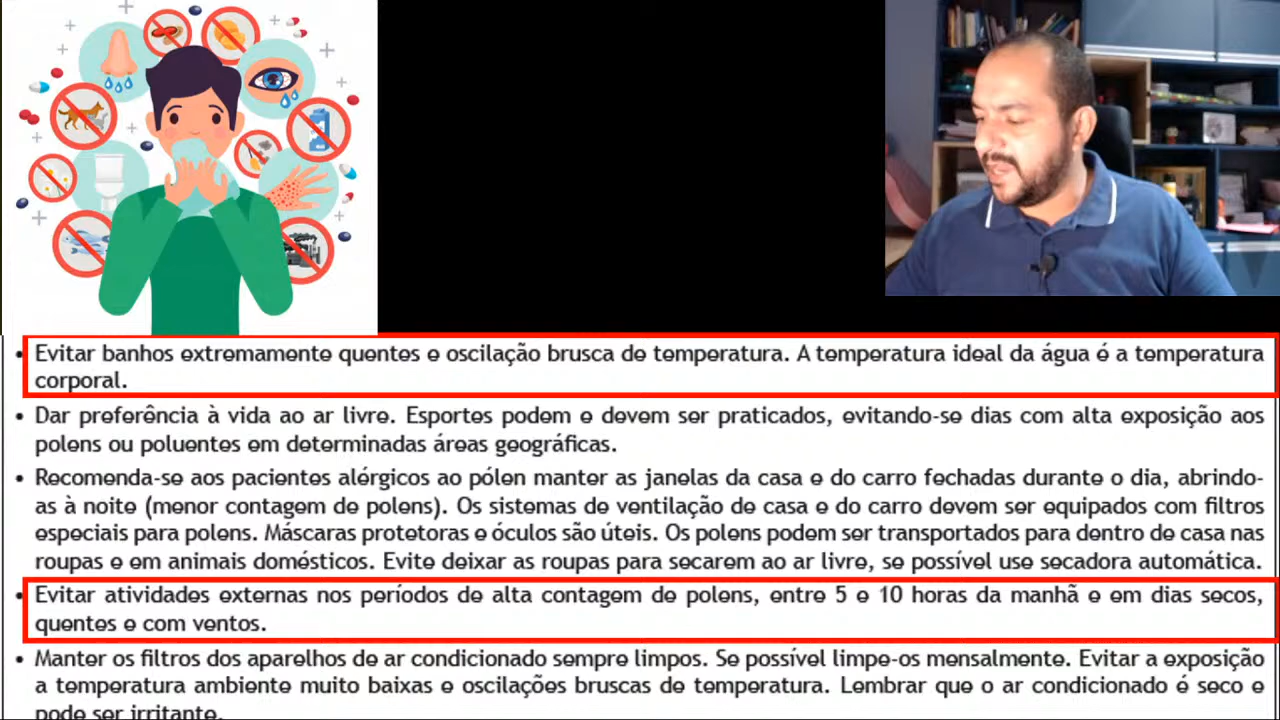 • Evitar banhos extremamente quentes e oscilação brusca de temperatura. A temperatura ideal da água é a temperatura
corporal.
• Dar preferência à vida ao ar livre. Esportes podem e devem ser praticados, evitando-se dias com alta exposição aos
polens ou poluentes em determinadas áreas geográficas.
• Recomenda-se aos pacientes alérgicos ao pólen manter as janelas da casa e do carro fechadas durante o dia, abrindo-
as à noite (menor contagem de polens). Os sistemas de ventilação de casa e do carro devem ser equipados com filtros
especiais para polens. Máscaras protetoras e óculos são úteis. Os polens podem ser transportados para dentro de casa nas
roupas e em animais domésticos. Evite deixar as roupas para secarem ao ar livre, se possível use secadora automática.
• Evitar atividades externas nos períodos de alta contagem de polens, entre 5 e 10 horas da manhã e em dias secos,
quentes e com ventos.
• Manter os filtros dos aparelhos de ar condicionado sempre limpos. Se possível limpe-os mensalmente. Evitar a exposição
a temperatura ambiente muito baixas e oscilações bruscas de temperatura. Lembrar que o ar condicionado é seco e
pode ser irritante.